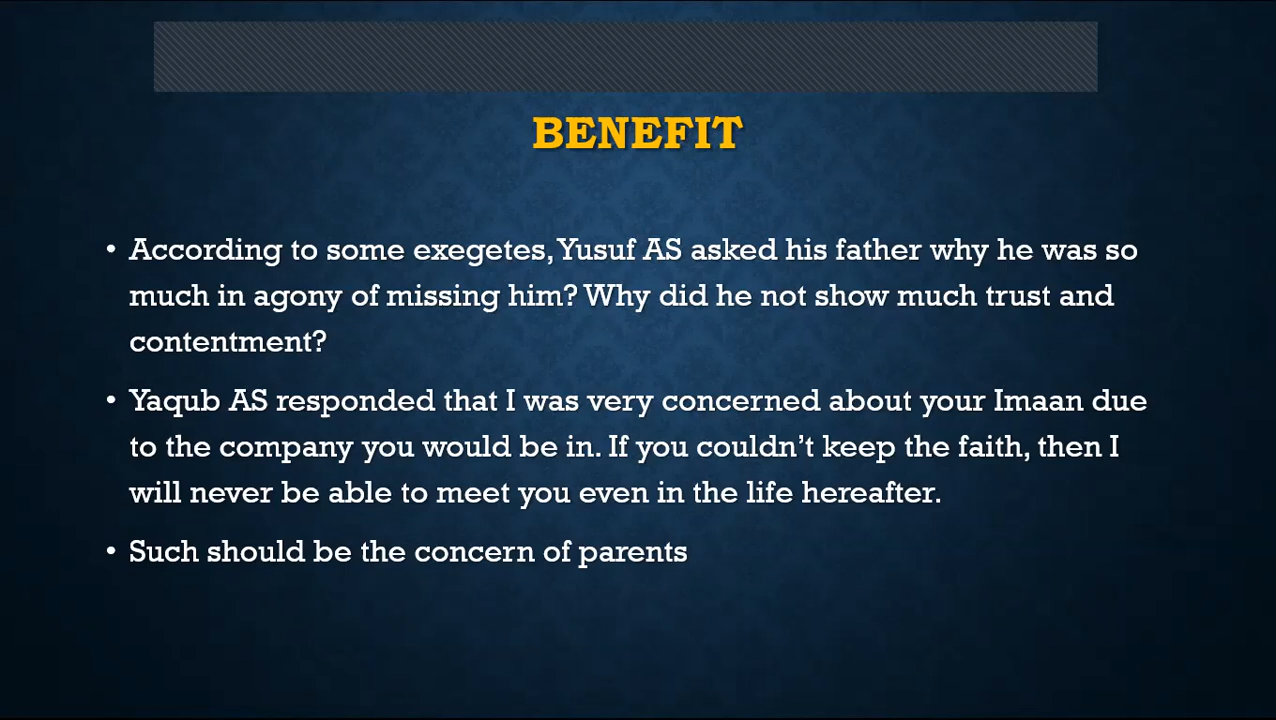 BENEFIT
• According to some exegetes, Yusuf AS asked his father why he was so
much in agony of missing him? Why did he not show much trust and
contentment?
• Yaqub AS responded that I was very concerned about your Imaan due
to the company you would be in. If you couldn’t keep the faith, then I
will never be able to meet you even in the life hereafter.
• Such should be the concern of parents